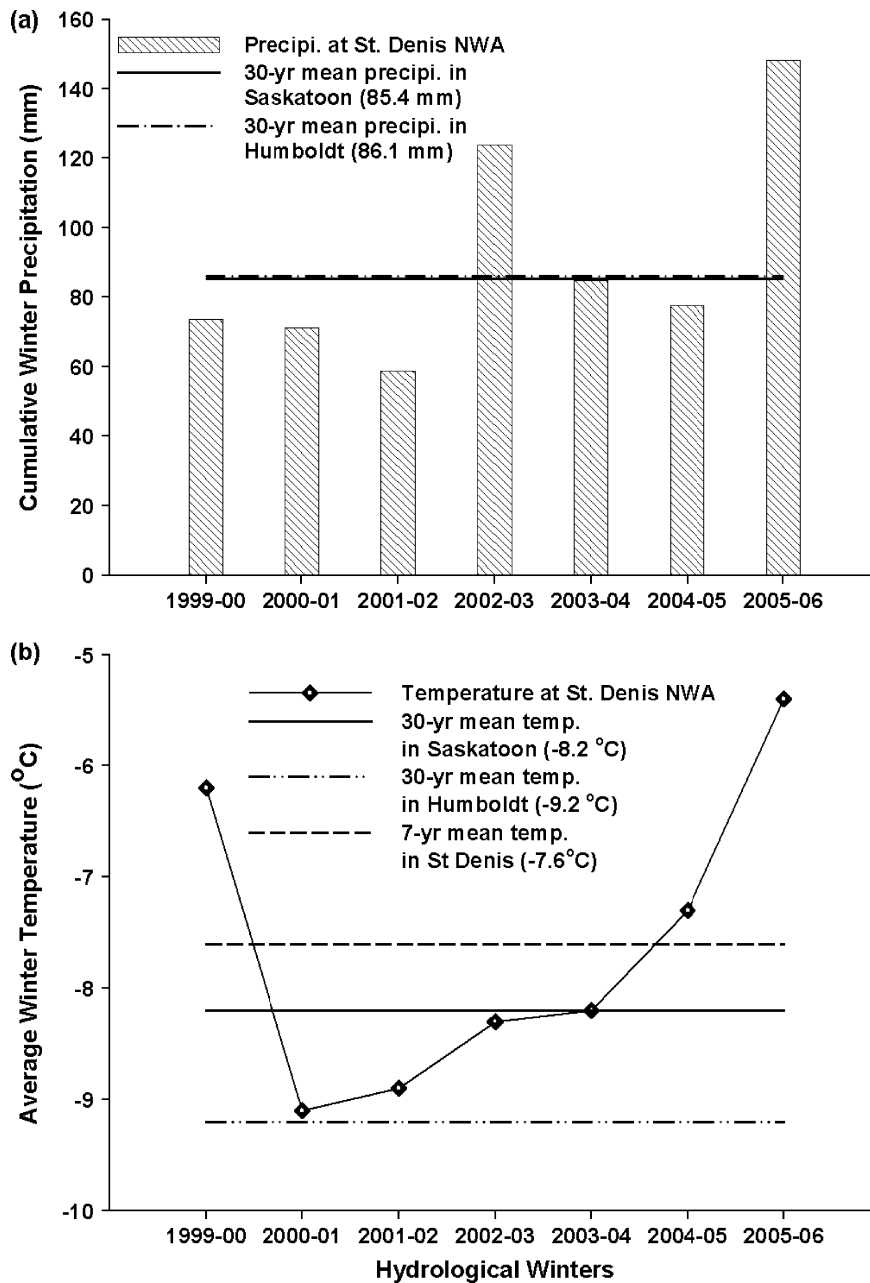 (a)
160
140
120
100
80
60
40
20
0
Cumulative Winter Precipitation (mm)
Precipi. at St. Denis NWA
30-yr mean precipi. in
Saskatoon (85.4 mm)
30-yr mean precipi. in
Humboldt (86.1 mm)
1999-00 2000-01 2001-02 2002-03 2003-04 2004-05 2005-06
(b)
-5
-6
-7
-8
-9
-10
Average Winter Temperature (°C)
Temperature at St. Denis NWA
30-yr mean temp.
in Saskatoon (-8.2 °C)
30-yr mean temp.
in Humboldt (-9.2 °C)
7-yr mean temp.
in St Denis (-7.6°C)
1999-00 2000-01 2001-02 2002-03 2003-04 2004-05 2005-06
Hydrological Winters